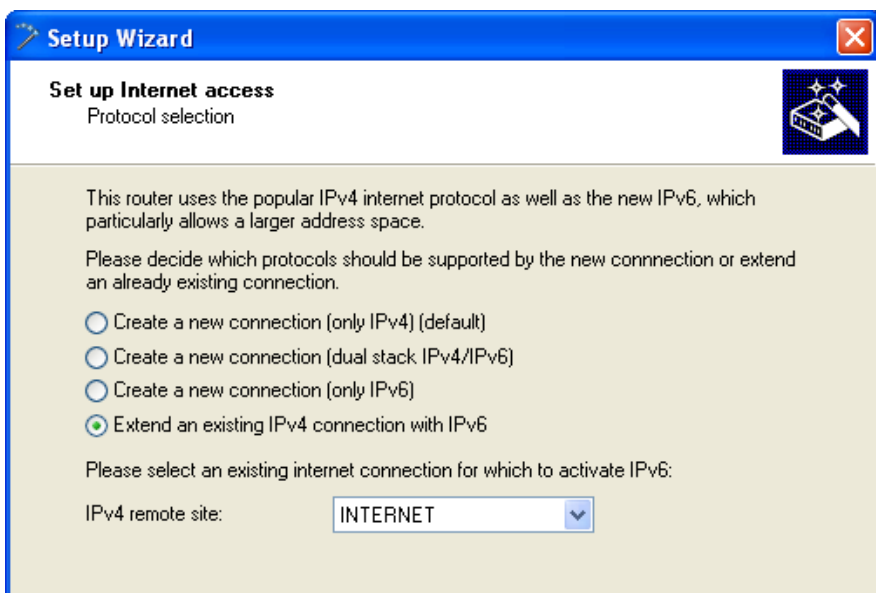 Setup Wizard
Set up Internet access
Protocol selection
This router uses the popular IPv4 internet protocol as well as the new IPv6, which
particularly allows a larger address space.
Please decide which protocols should be supported by the new connnection or extend
an already existing connection.
Create a new connection (only IPv4) (default)
Create a new connection (dual stack IPv4/IPv6)
Create a new connection (only IPv6)
Extend an existing IPv4 connection with IPv6
Please select an existing internet connection for which to activate IPv6:
IPv4 remote site: INTERNET